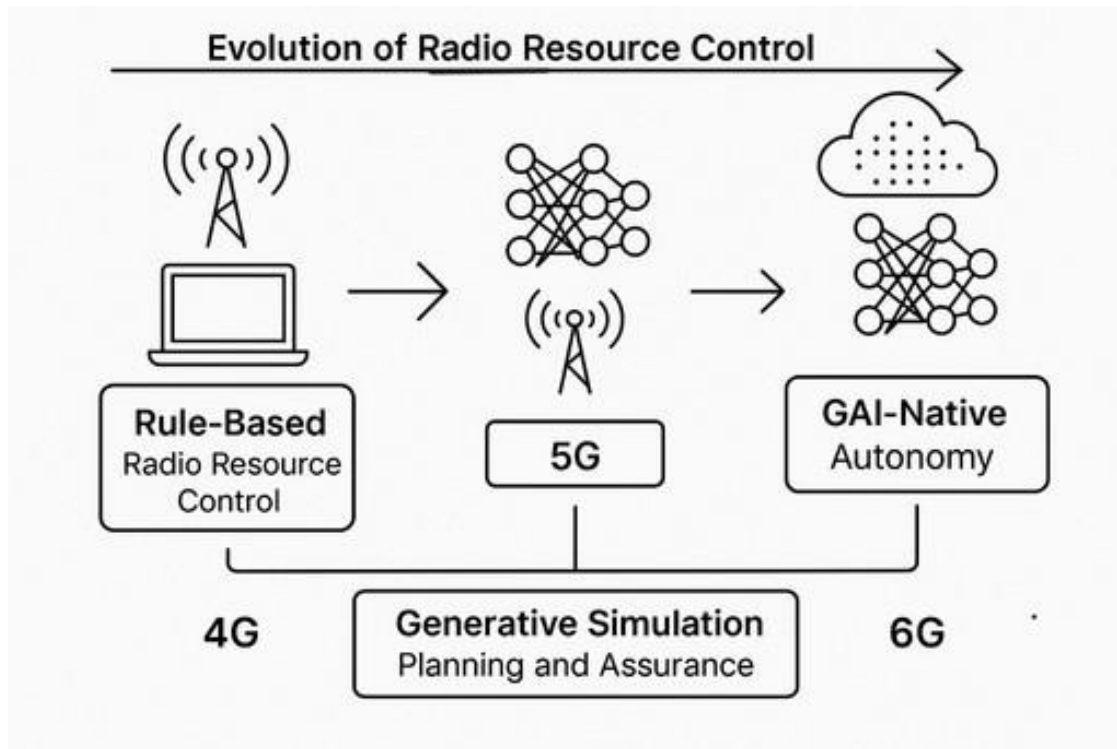 Evolution of Radio Resource Control
Rule-Based
Radio Resource
Control
5G
GAI-Native
Autonomy
4G
Generative Simulation
Planning and Assurance
6G